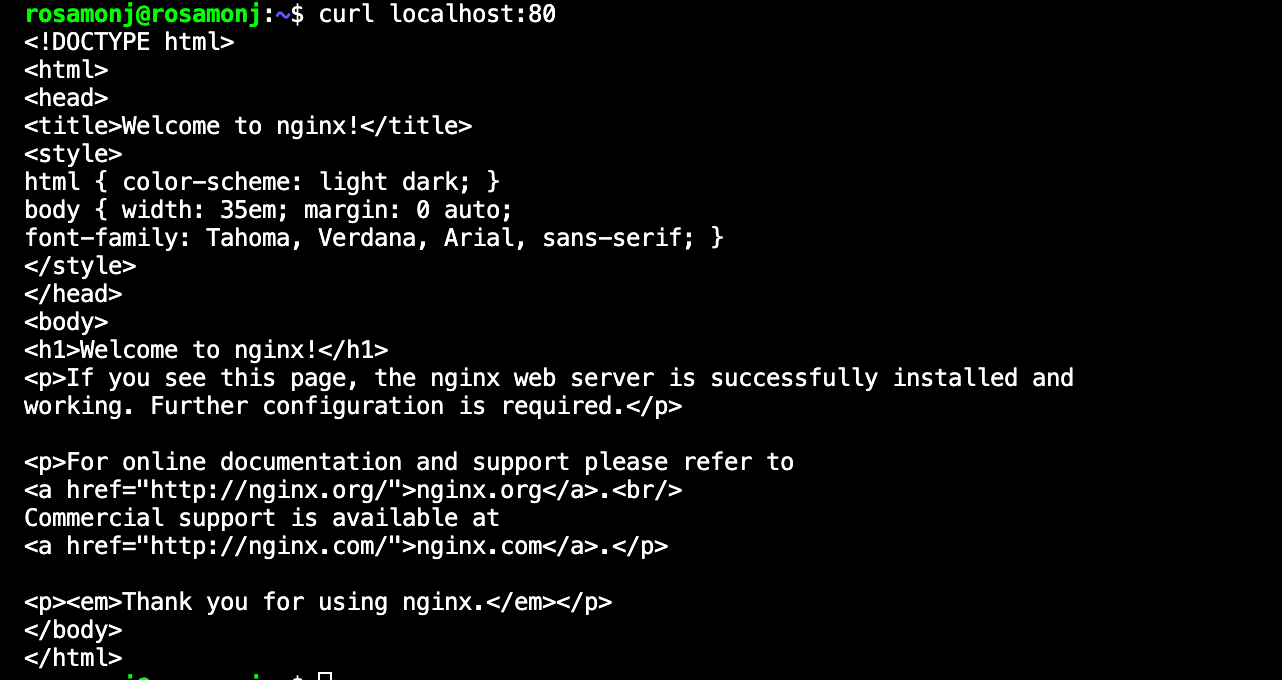 rosamonj@rosamonj:~$ curl localhost:80
<!DOCTYPE html>
<html>
<head>
<title>Welcome to nginx!</title>
<style>
html { color-scheme: light dark; }
body { width: 35em; margin: 0 auto;
font-family: Tahoma, Verdana, Arial, sans-serif; }
</style>
</head>
<body>
<h1>Welcome to nginx!</h1>
<p>If you see this page, the nginx web server is successfully installed and
working. Further configuration is required.</p>

<p>For online documentation and support please refer to
<a href="http://nginx.org/">nginx.org</a>.<br/>
Commercial support is available at
<a href="http://nginx.com/">nginx.com</a>.</p>

<p><em>Thank you for using nginx.</em></p>
</body>
</html>